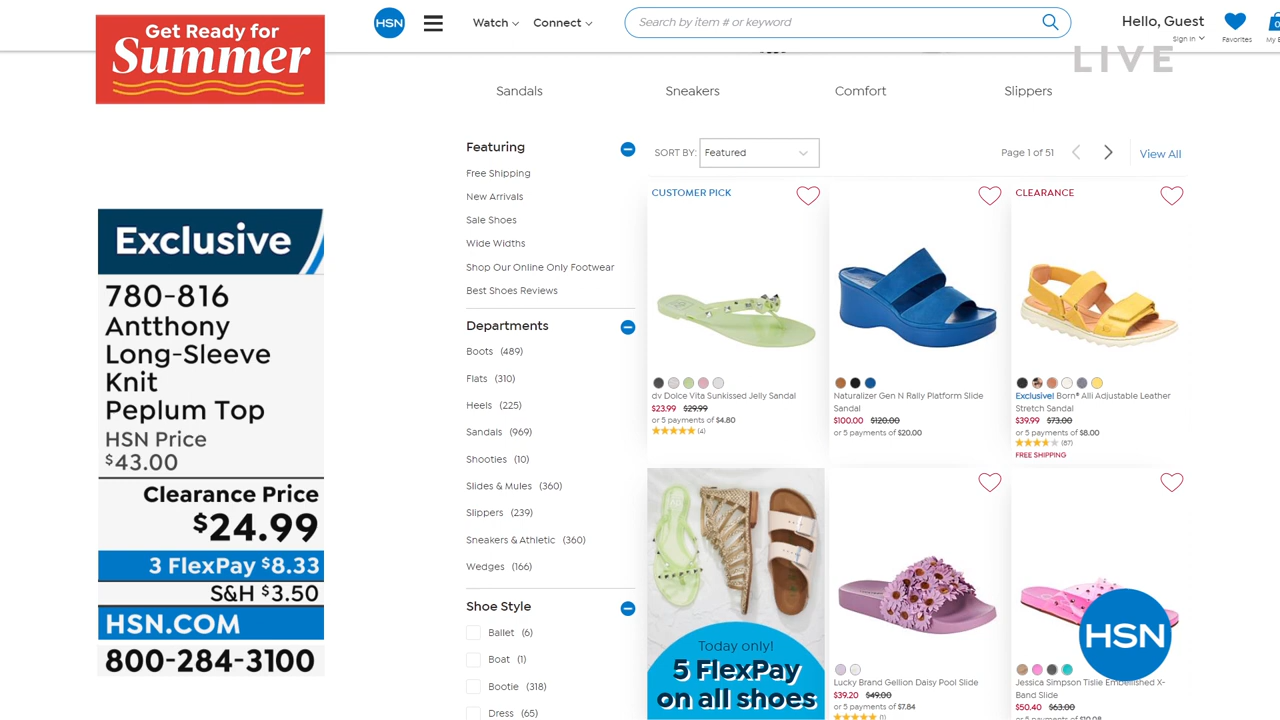 Get Ready for
Summer
HSN
Watch
Connect
Search by item # or keyword
Hello, Guest
Sign In
Favorites
0
LIVE
Sandals
Sneakers
Comfort
Slippers
Exclusive
780-816
Antthony
Long-Sleeve
Knit
Peplum Top
HSN Price
$43.00
Clearance Price
$24.99
3 FlexPay $8.33
S&H $3.50
HSN.COM
800-284-3100
Featuring
Free Shipping
New Arrivals
Sale Shoes
Wide Widths
Shop Our Online Only Footwear
Best Shoes Reviews
Departments
Boots (489)
Flats (310)
Heels (225)
Sandals (969)
Shooties (10)
Slides & Mules (360)
Slippers (239)
Sneakers & Athletic (360)
Wedges (166)
Shoe Style
Ballet (6)
Boat (1)
Bootie (318)
Dress (65)
SORT BY: Featured
Page 1 of 51
View All
CUSTOMER PICK
dv Dolce Vita Sunkissed Jelly Sandal
$23.99 $29.99
or 5 payments of $4.80
(4)
Naturalizer Gen N Rally Platform Slide
Sandal
$100.00 $120.00
or 5 payments of $20.00
CLEARANCE
Exclusive! Born® Alli Adjustable Leather
Stretch Sandal
$39.99 $73.00
or 5 payments of $8.00
(87)
FREE SHIPPING
Today only!
5 FlexPay
on all shoes
Lucky Brand Gellion Daisy Pool Slide
$39.20 $49.00
or 5 payments of $7.84
(1)
HSN
Jessica Simpson Tislie Embellished X-
Band Slide
$50.40 $63.00
or 5 payments of $10.08